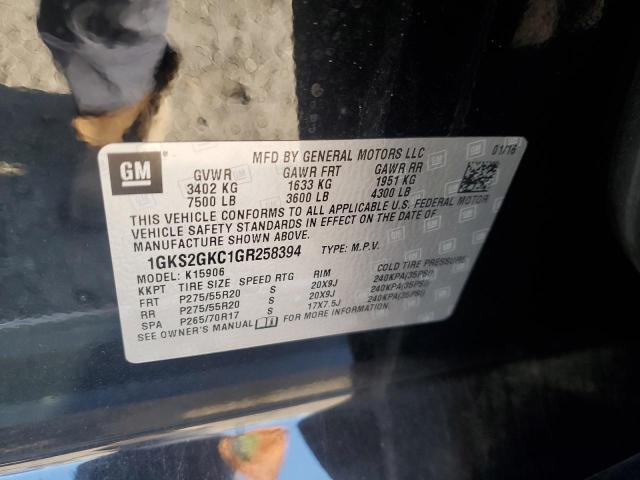 GM
MFD BY GENERAL MOTORS LLC 01/16
GVWR GAWR FRT GAWR RR
3402 KG 1633 KG 1951 KG
7500 LB 3600 LB 4300 LB
THIS VEHICLE CONFORMS TO ALL APPLICABLE U.S. FEDERAL MOTOR
VEHICLE SAFETY STANDARDS IN EFFECT ON THE DATE OF
MANUFACTURE SHOWN ABOVE.
1GKS2GKC1GR258394 TYPE: M.P.V.
MODEL: K15906
KKPT TIRE SIZE SPEED RTG RIM COLD TIRE PRESSURE
FRT P275/55R20 S 20X9J 240KPA(35PSI)
RR P275/55R20 S 20X9J 240KPA(35PSI)
SPA P265/70R17 S 17X7.5J 240KPA(35PSI)
SEE OWNER'S MANUAL FOR MORE INFORMATION.